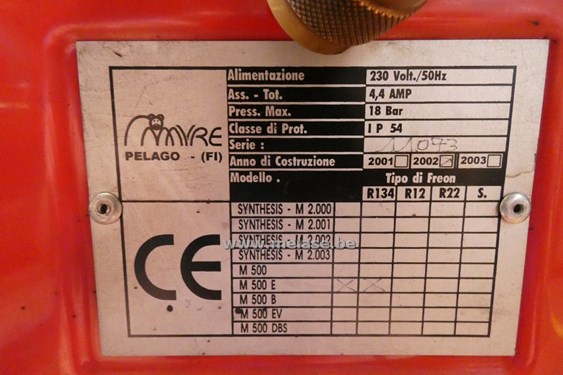 MYRE
PELAGO - (FI)
Alimentazione 230 Volt./50Hz
Ass. - Tot. 4,4 AMP
Press. Max. 18 Bar
Classe di Prot. I P 54
Serie : 11073
Anno di Costruzione 2001 2002 2003
Modello . Tipo di Freon
R134 R12 R22 S.
SYNTHESIS - M 2.000
SYNTHESIS - M 2.001
SYNTHESIS - M 2.002
www.melase.be
SYNTHESIS - M 2.003
M 500
M 500 E X X
M 500 B
M 500 EV
M 500 DBS
CE